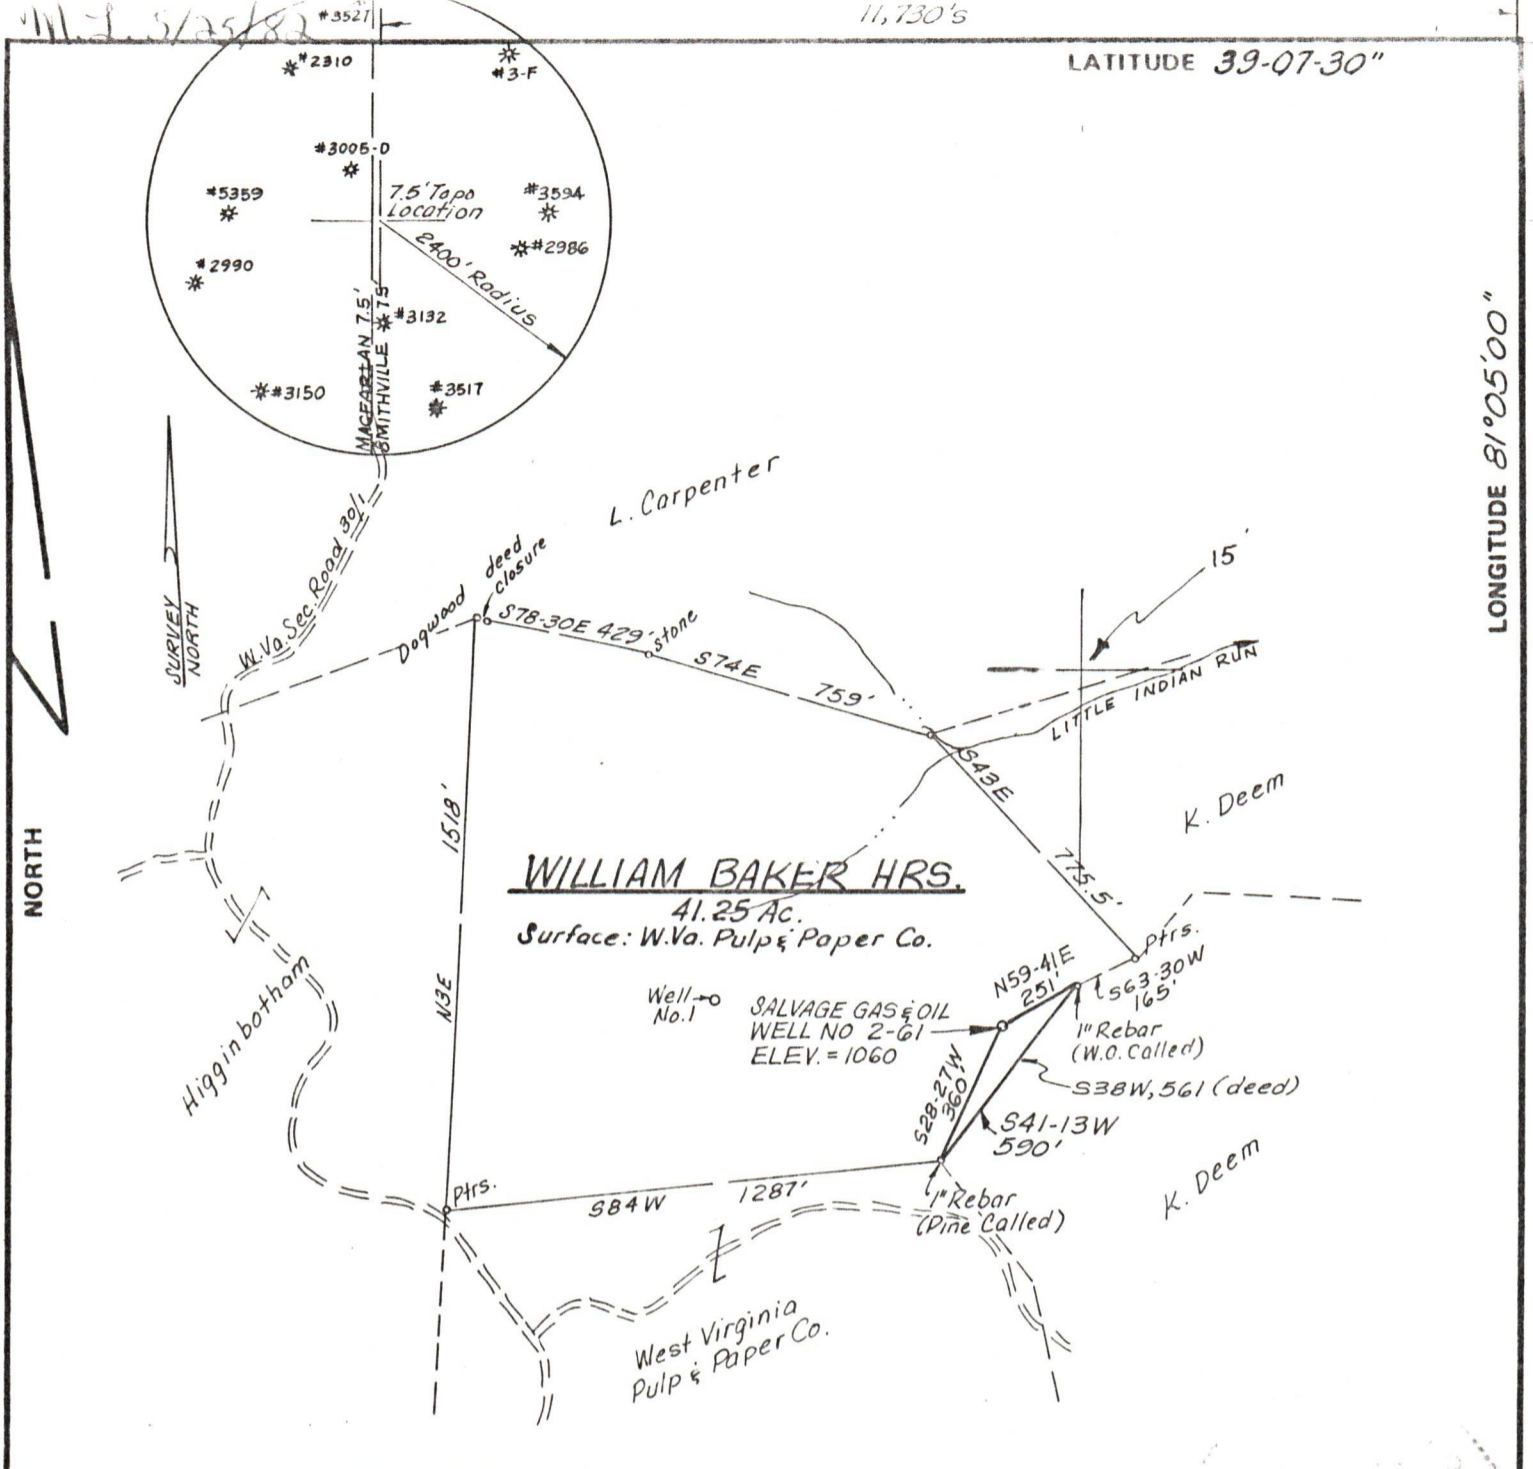 M.L. 5/25/82
#3527
11,730's
LATITUDE 39-07-30"
#2310
#3-F
#3005-D
#5359
7.5' Topo
Location
#3594
#2986
2400' Radius
#2990
#3132
MACFARLAN 7.5'
SMITHVILLE 7.5'
#3150
#3517
LONGITUDE 81°05'00"
L. Carpenter
W.Va. Sec. Road 30/1
SURVEY
NORTH
deed
closure
Dogwood
S78-30E 429'
stone
S74E
759'
15'
LITTLE INDIAN RUN
S43E
775.5'
K. Deem
1518'
N3E
NORTH
WILLIAM BAKER HRS.
41.25 Ac.
Surface: W.Va. Pulp & Paper Co.
Ptrs.
S63-30W
165'
N59-41E
251'
Well
No.1
SALVAGE GAS & OIL
WELL NO 2-61
ELEV. = 1060
1" Rebar
(W.O. Called)
S38W, 561 (deed)
S28-27W
360'
S41-13W
590'
Higginbotham
K. Deem
Ptrs.
S84W
1287'
1" Rebar
(Pine Called)
West Virginia
Pulp & Paper Co.